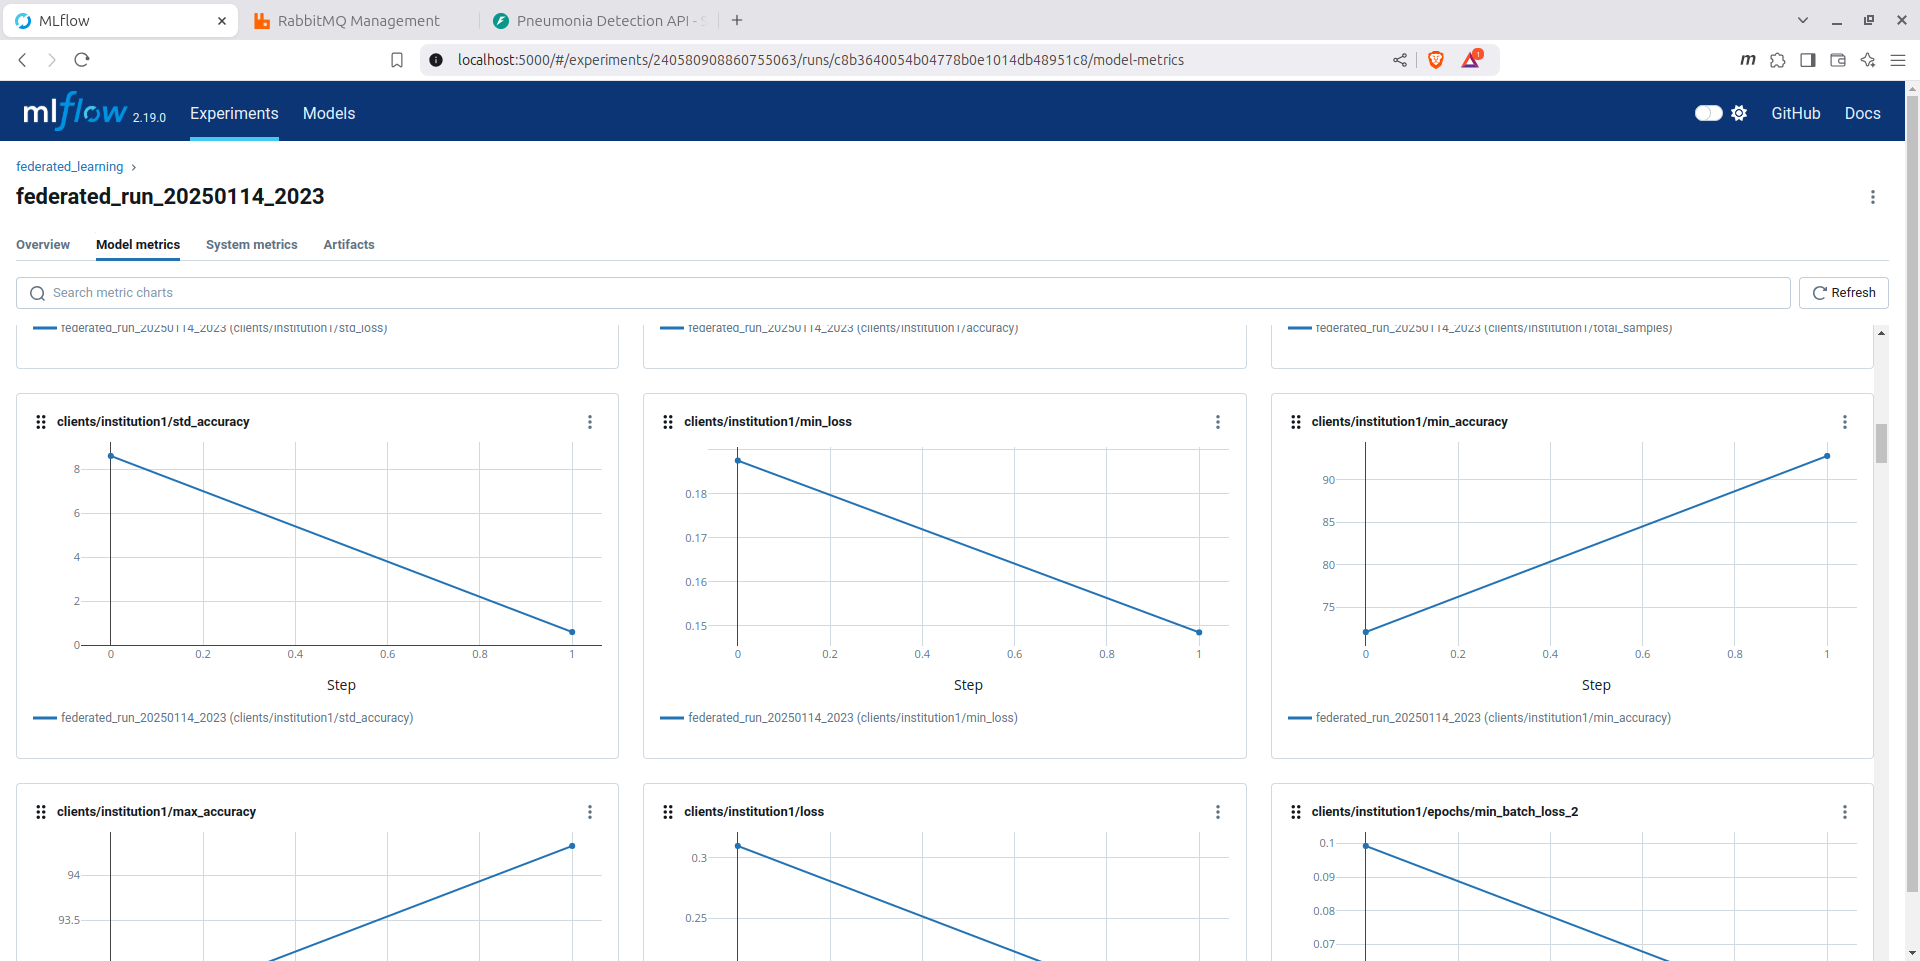 MLflow
RabbitMQ Management
Pneumonia Detection API - S
localhost:5000/#/experiments/240580908860755063/runs/c8b3640054b04778b0e1014db48951c8/model-metrics
1
m
mlflow 2.19.0
Experiments
Models
GitHub
Docs
federated_learning ›
federated_run_20250114_2023
Overview
Model metrics
System metrics
Artifacts
Search metric charts
Refresh
federated_run_20250114_2023 (clients/institution1/std_loss)
federated_run_20250114_2023 (clients/institution1/accuracy)
federated_run_20250114_2023 (clients/institution1/total_samples)
clients/institution1/std_accuracy
8
6
4
2
0
0 0.2 0.4 0.6 0.8 1
Step
federated_run_20250114_2023 (clients/institution1/std_accuracy)
clients/institution1/min_loss
0.18
0.17
0.16
0.15
0 0.2 0.4 0.6 0.8 1
Step
federated_run_20250114_2023 (clients/institution1/min_loss)
clients/institution1/min_accuracy
90
85
80
75
0 0.2 0.4 0.6 0.8 1
Step
federated_run_20250114_2023 (clients/institution1/min_accuracy)
clients/institution1/max_accuracy
94
93.5
clients/institution1/loss
0.3
0.25
clients/institution1/epochs/min_batch_loss_2
0.1
0.09
0.08
0.07